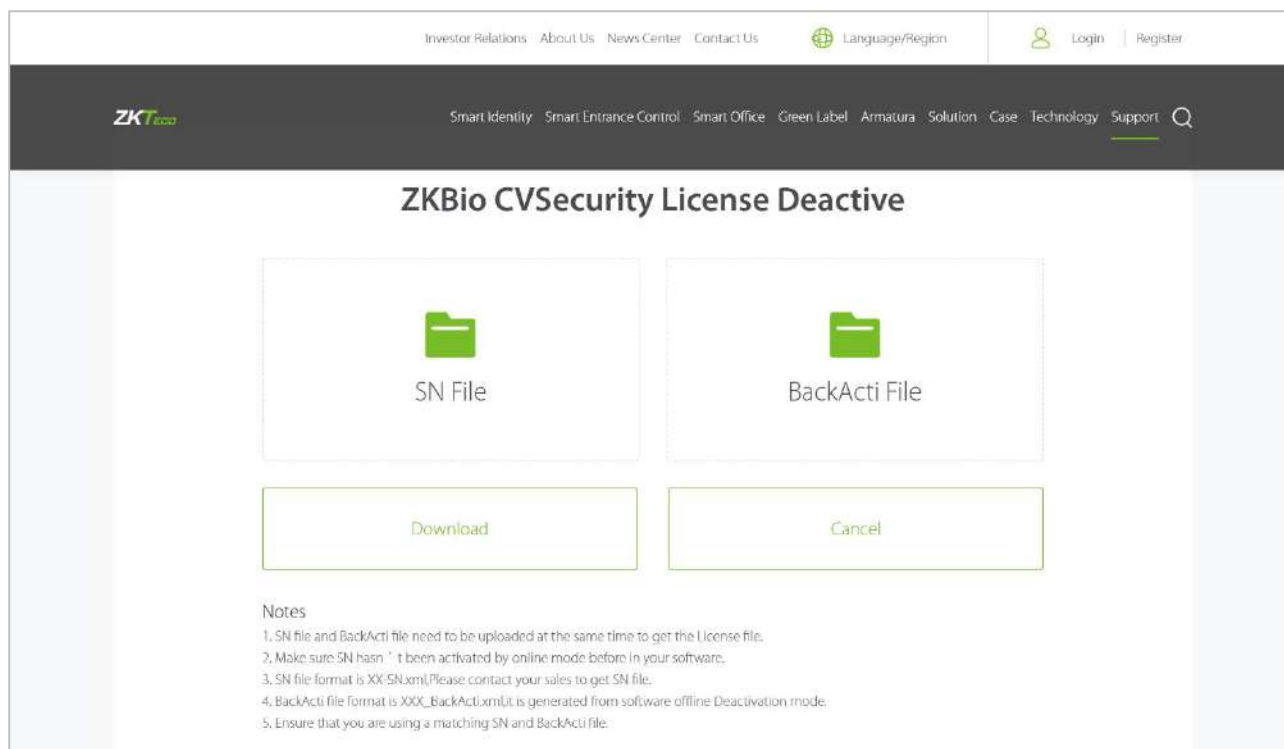 Investor Relations About Us News Center Contact Us Language/Region Login Register
ZKTeco Smart Identity Smart Entrance Control Smart Office Green Label Armatura Solution Case Technology Support
ZKBio CVSecurity License Deactive
SN File BackActi File
Download Cancel
Notes
1. SN file and BackActi file need to be uploaded at the same time to get the License file.
2. Make sure SN hasn ' t been activated by online mode before in your software.
3. SN file format is XX-SN.xml,Please contact your sales to get SN file.
4. BackActi file format is XXX_BackActi.xml,it is generated from software offline Deactivation mode.
5. Ensure that you are using a matching SN and BackActi file.